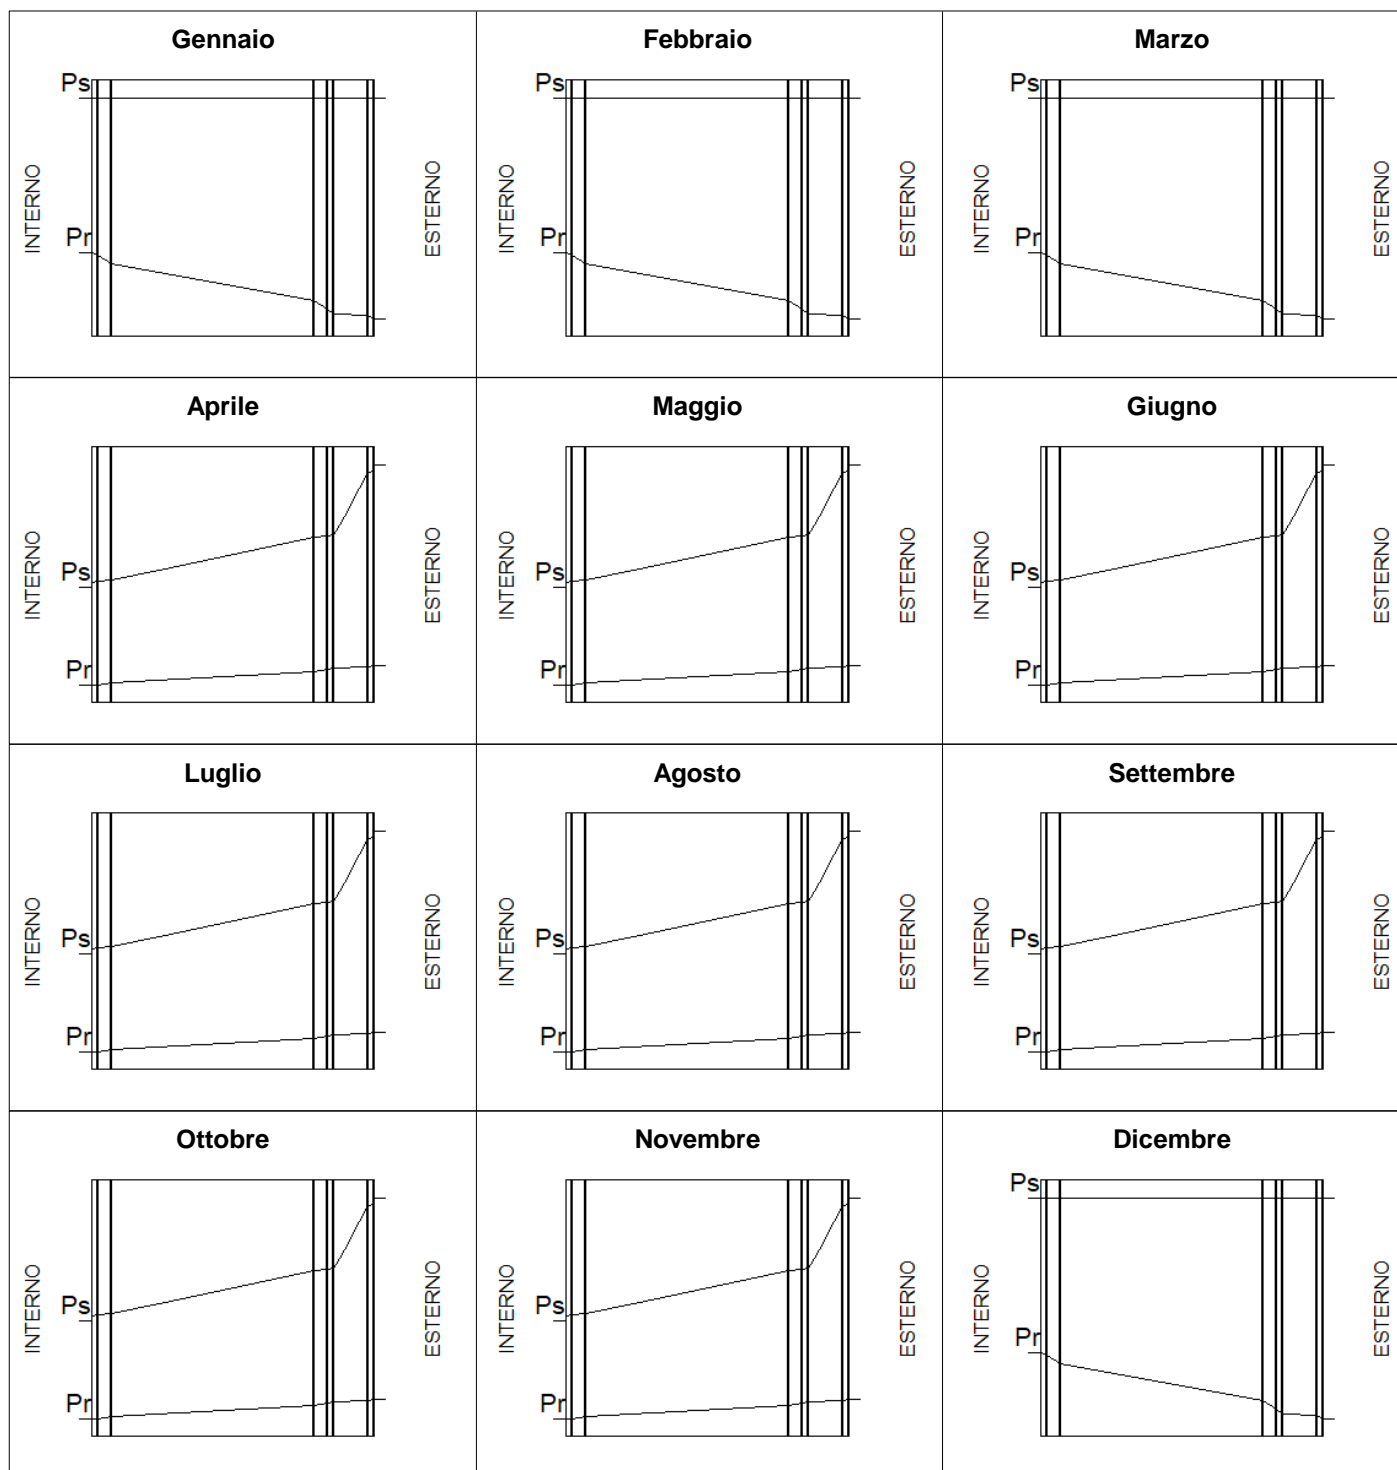 Gennaio
Febbraio
Marzo
Ps
Ps
Ps
INTERNO
ESTERNO
INTERNO
ESTERNO
INTERNO
ESTERNO
Pr
Pr
Pr
Aprile
Maggio
Giugno
INTERNO
ESTERNO
INTERNO
ESTERNO
INTERNO
ESTERNO
Ps
Ps
Ps
Pr
Pr
Pr
Luglio
Agosto
Settembre
INTERNO
ESTERNO
INTERNO
ESTERNO
INTERNO
ESTERNO
Ps
Ps
Ps
Pr
Pr
Pr
Ottobre
Novembre
Dicembre
Ps
INTERNO
ESTERNO
INTERNO
ESTERNO
INTERNO
ESTERNO
Ps
Ps
Pr
Pr
Pr